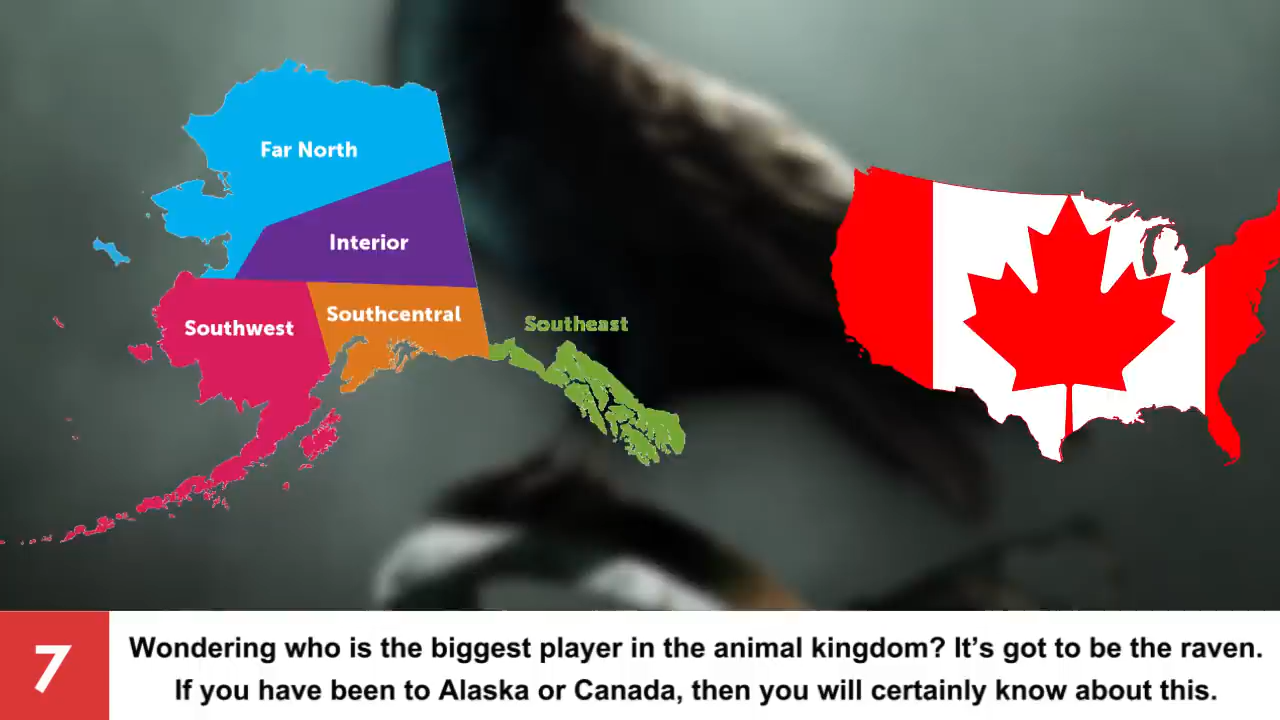 Far North
Interior
Southcentral
Southwest
Southeast
7
Wondering who is the biggest player in the animal kingdom? It’s got to be the raven.
If you have been to Alaska or Canada, then you will certainly know about this.